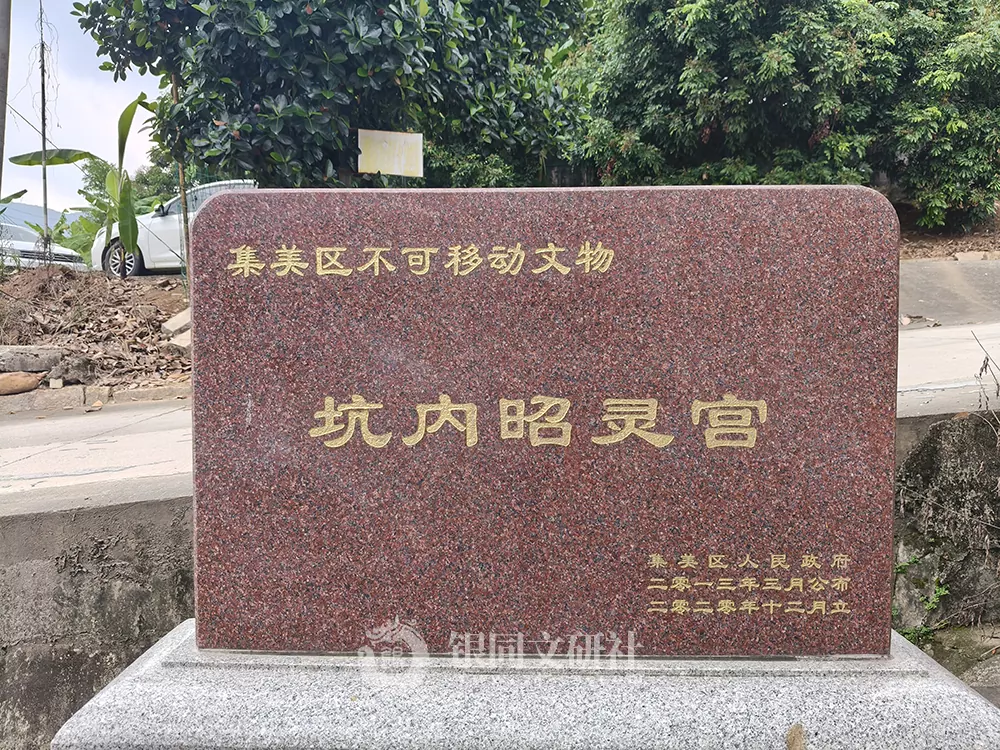 集美区不可移动文物
坑内昭灵宫
集美区人民政府
二零一三年三月公布
二零二零年十二月立
银同文研社